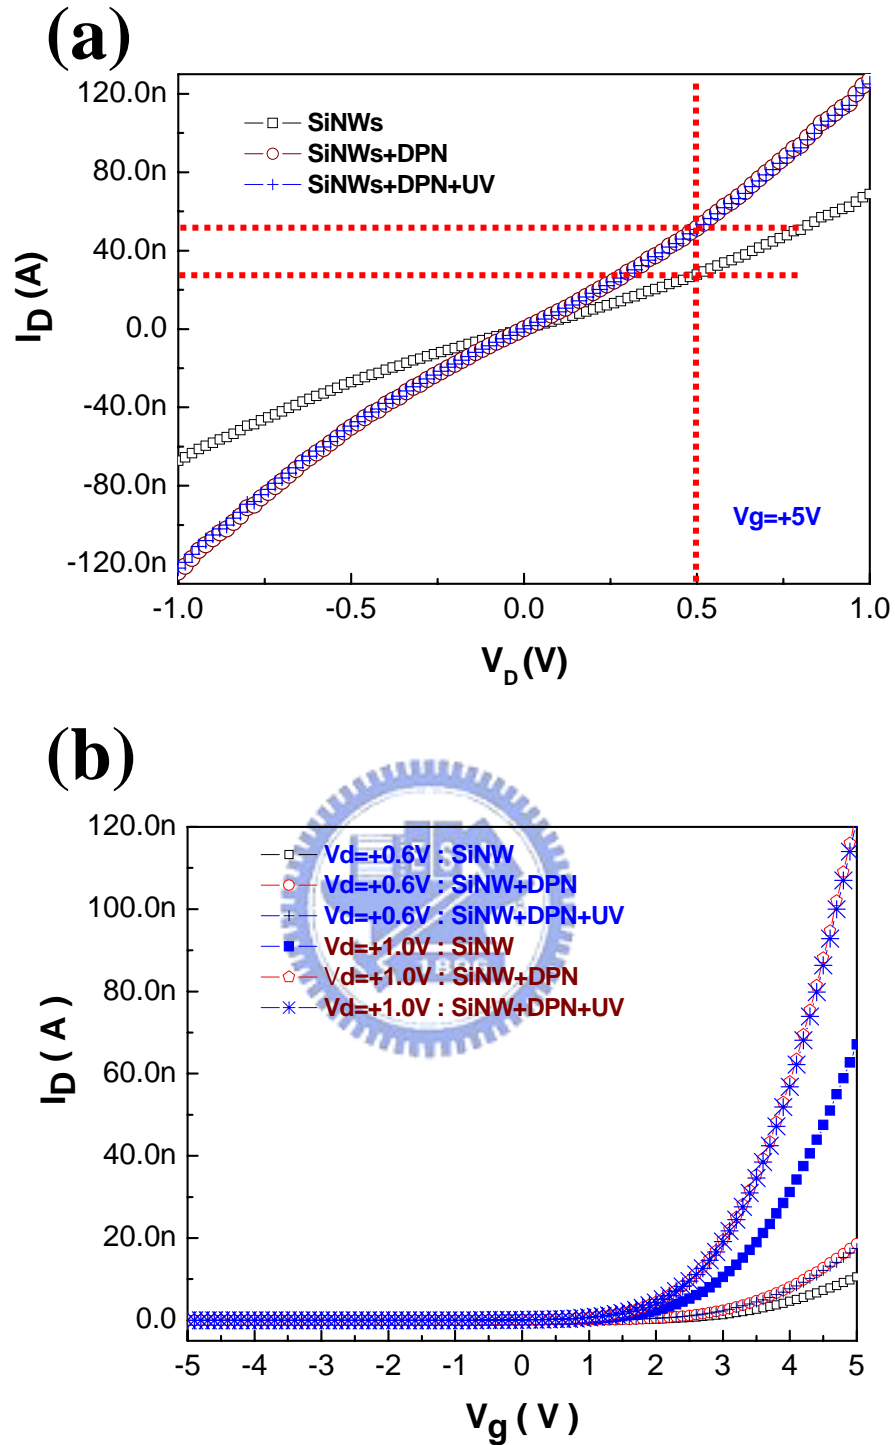 (a)
120.0n
80.0n
40.0n
0.0
-40.0n
-80.0n
-120.0n
I_D (A)
SiNWs
SiNWs+DPN
SiNWs+DPN+UV
Vg=+5V
-1.0 -0.5 0.0 0.5 1.0
V_D (V)
(b)
120.0n
100.0n
80.0n
60.0n
40.0n
20.0n
0.0
I_D ( A )
Vd=+0.6V : SiNW
Vd=+0.6V : SiNW+DPN
Vd=+0.6V : SiNW+DPN+UV
Vd=+1.0V : SiNW
Vd=+1.0V : SiNW+DPN
Vd=+1.0V : SiNW+DPN+UV
1896
-5 -4 -3 -2 -1 0 1 2 3 4 5
Vg ( V )